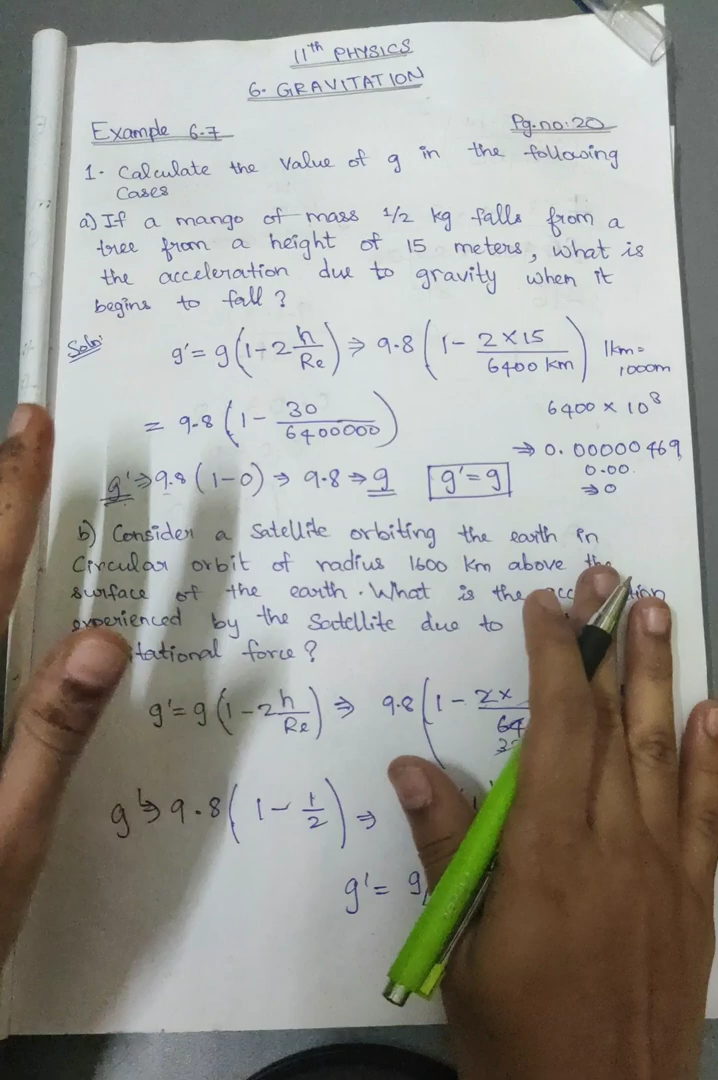 11th PHYSICS
6. GRAVITATION
Example 6.7
Pg.no:20
1. Calculate the value of g in the following
cases
a) If a mango of mass 1/2 kg falls from a
tree from a height of 15 meters, what is
the acceleration due to gravity when it
begins to fall?
Soln:
g' = g(1-2h/Re) ⇒ 9.8(1 - 2×15/6400 km) 1km = 1000m
= 9.8(1 - 30/6400000)
6400 × 10^8
⇒ 0.00000469
0.00
⇒ 0
g' ⇒ 9.8(1-0) ⇒ 9.8 ⇒ g g' = g
b) Consider a satellite orbiting the earth in
circular orbit of radius 1600 km above the
surface of the earth. What is the
experienced by the satellite due to
itational force?
g' = g(1-2h/Re) ⇒ 9.8(1 - 2×
64
g' ⇒ 9.8(1 - 1/2) ⇒
g' = g